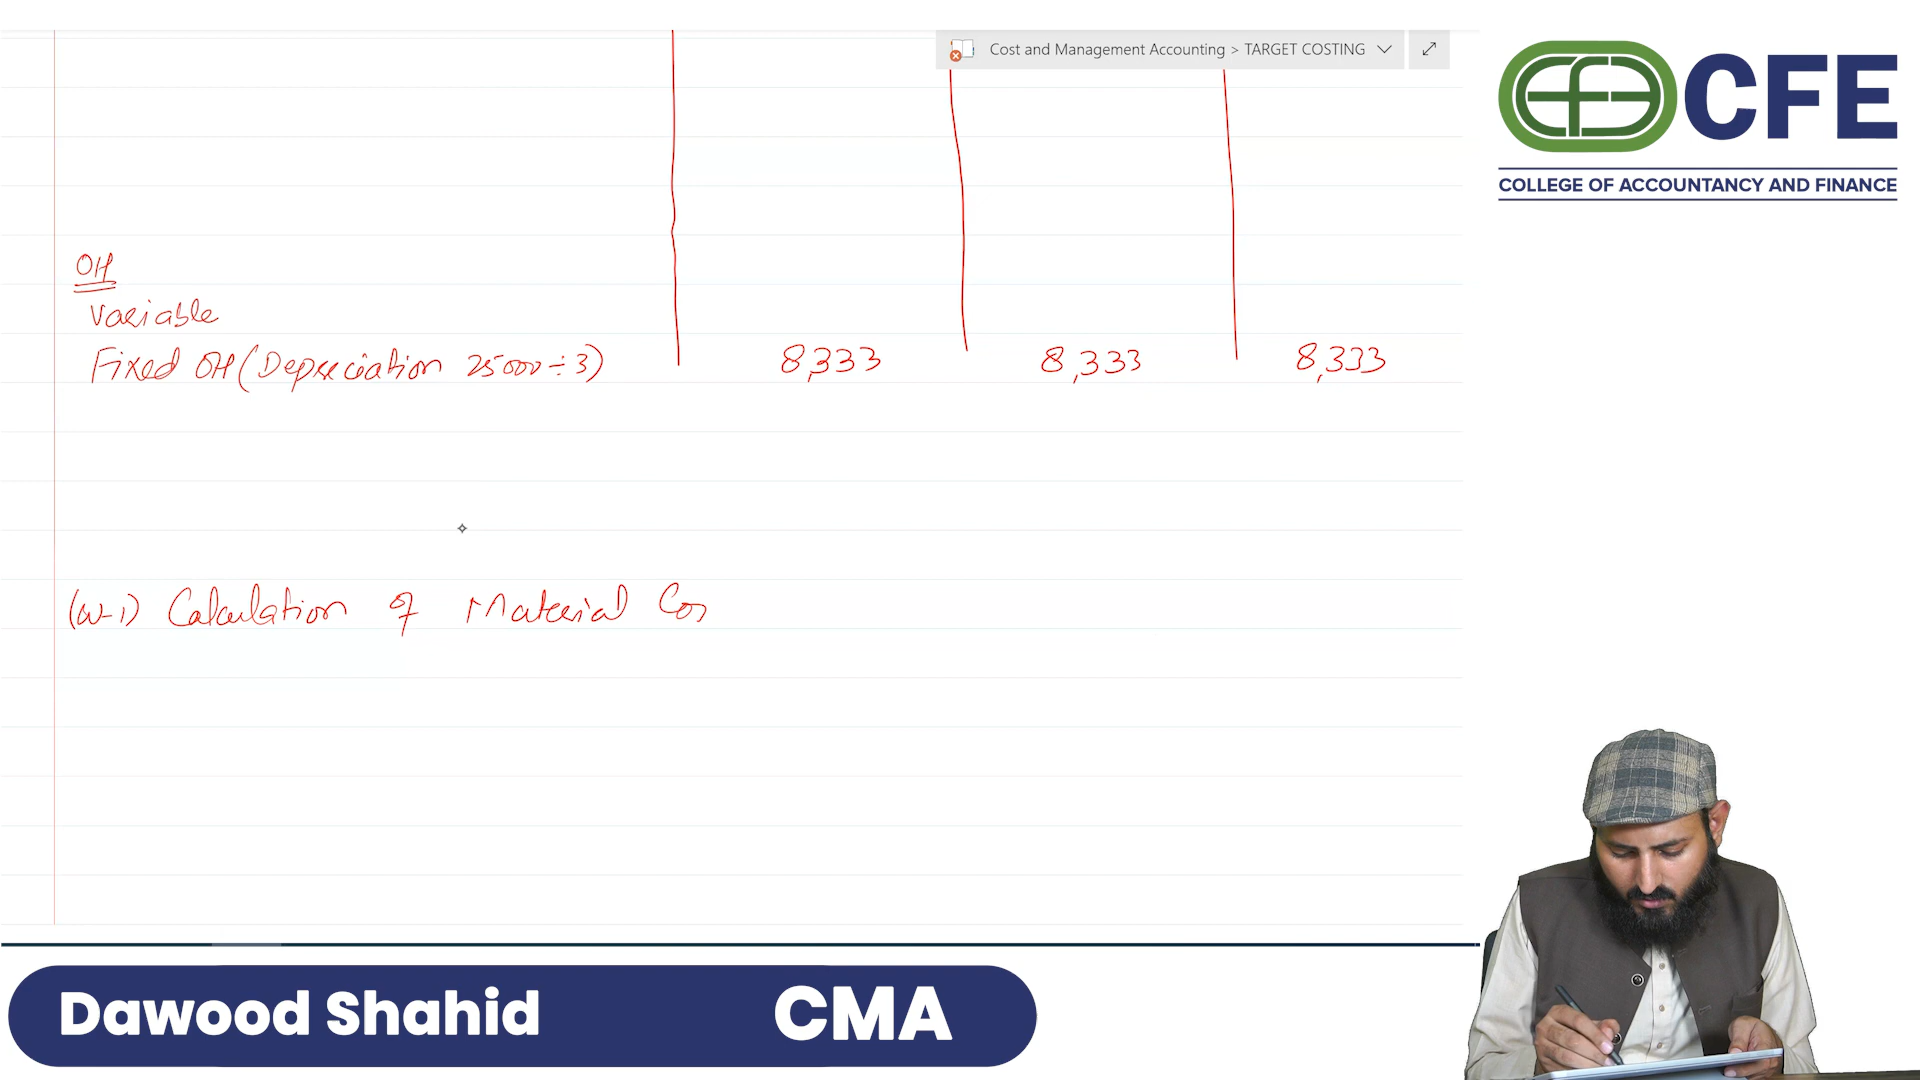 Cost and Management Accounting > TARGET COSTING
CFE
COLLEGE OF ACCOUNTANCY AND FINANCE
OH
Variable
Fixed OH (Depreciation 25000 ÷ 3) 8,333 8,333 8,333
(W-1) Calculation of Material Cos
Dawood Shahid CMA